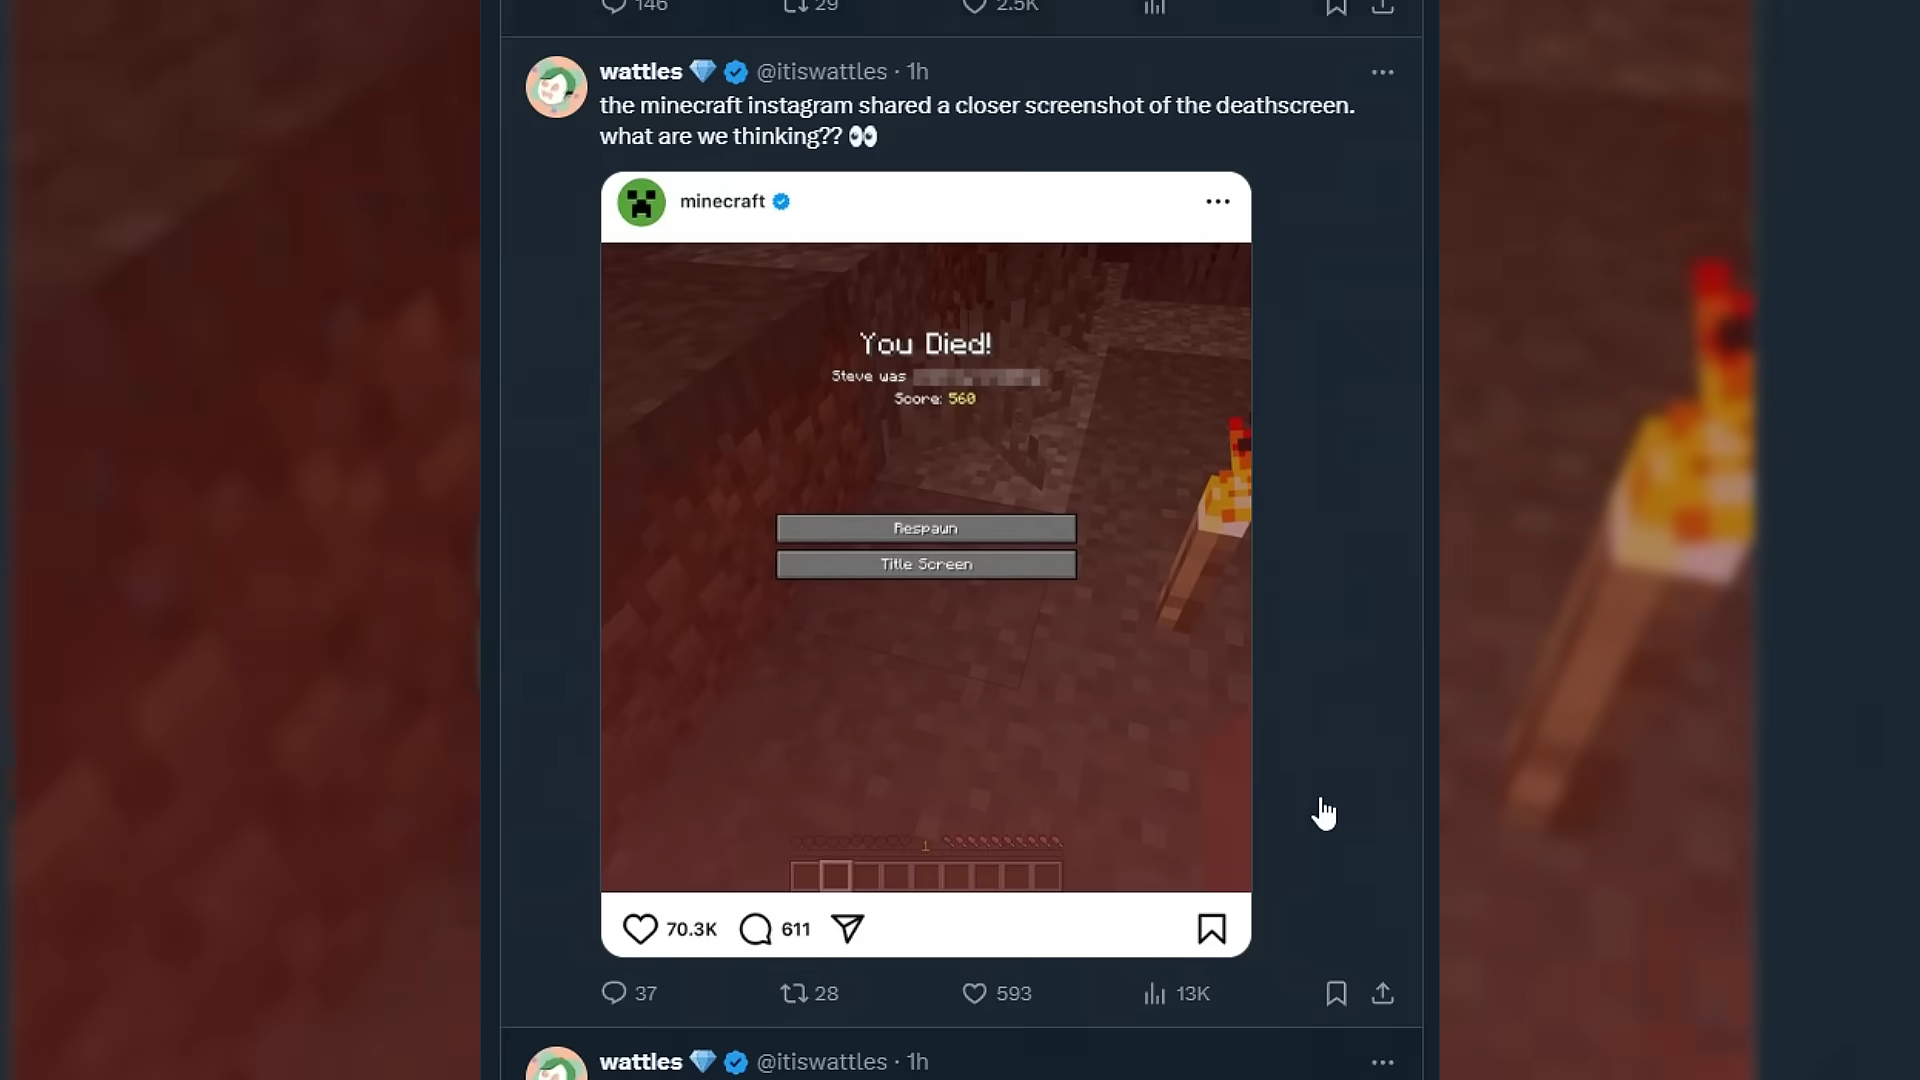 146 29 2.5K
wattles @itiswattles · 1h
the minecraft instagram shared a closer screenshot of the deathscreen.
what are we thinking??
minecraft
You Died!
Steve was
Score: 560
Respawn
Title Screen
1
70.3K 611
37 28 593 13K
wattles @itiswattles · 1h